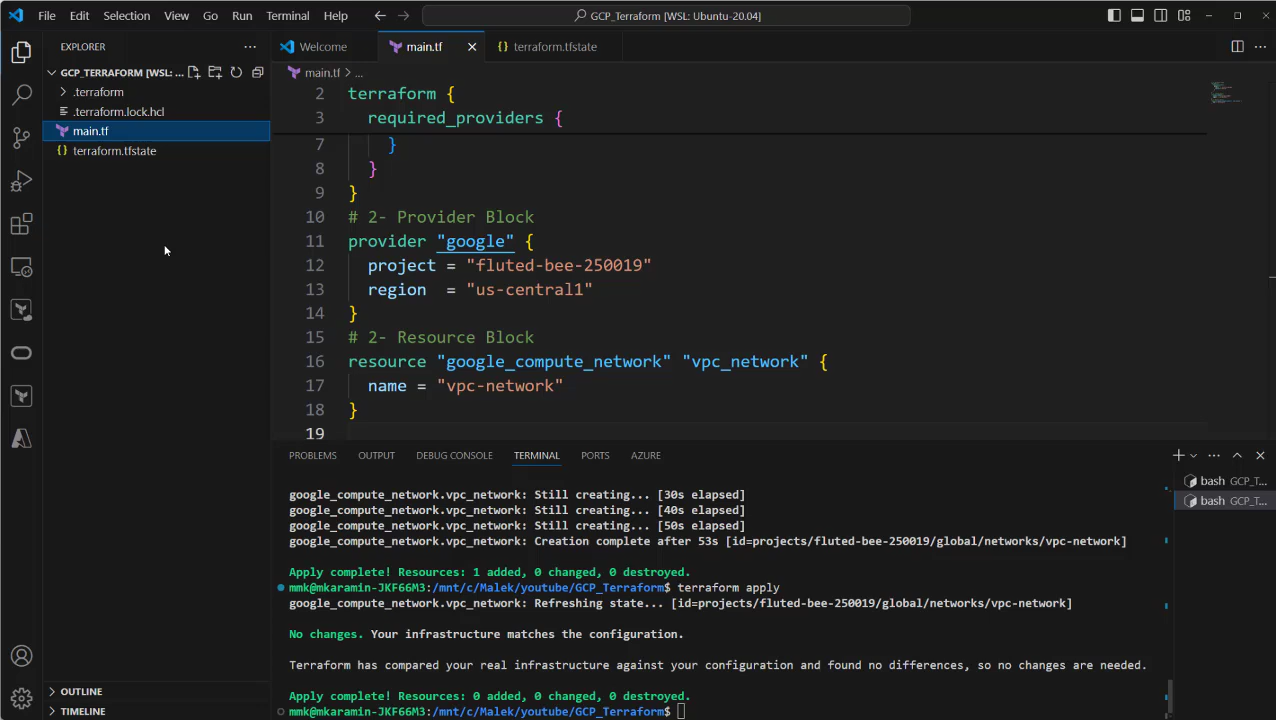 File Edit Selection View Go Run Terminal Help
GCP_Terraform [WSL: Ubuntu-20.04]
EXPLORER
GCP_TERRAFORM [WSL: ...
.terraform
.terraform.lock.hcl
main.tf
terraform.tfstate
OUTLINE
TIMELINE
Welcome main.tf terraform.tfstate
main.tf > ...
2 terraform {
3 required_providers {
7 }
8 }
9 }
10 # 2- Provider Block
11 provider "google" {
12 project = "fluted-bee-250019"
13 region = "us-central1"
14 }
15 # 2- Resource Block
16 resource "google_compute_network" "vpc_network" {
17 name = "vpc-network"
18 }
19
PROBLEMS OUTPUT DEBUG CONSOLE TERMINAL PORTS AZURE
google_compute_network.vpc_network: Still creating... [30s elapsed]
google_compute_network.vpc_network: Still creating... [40s elapsed]
google_compute_network.vpc_network: Still creating... [50s elapsed]
google_compute_network.vpc_network: Creation complete after 53s [id=projects/fluted-bee-250019/global/networks/vpc-network]
Apply complete! Resources: 1 added, 0 changed, 0 destroyed.
mmk@mkaramin-JKF66M3:/mnt/c/Malek/youtube/GCP_Terraform$ terraform apply
google_compute_network.vpc_network: Refreshing state... [id=projects/fluted-bee-250019/global/networks/vpc-network]
No changes. Your infrastructure matches the configuration.
Terraform has compared your real infrastructure against your configuration and found no differences, so no changes are needed.
Apply complete! Resources: 0 added, 0 changed, 0 destroyed.
mmk@mkaramin-JKF66M3:/mnt/c/Malek/youtube/GCP_Terraform$
bash GCP_T...
bash GCP_T...